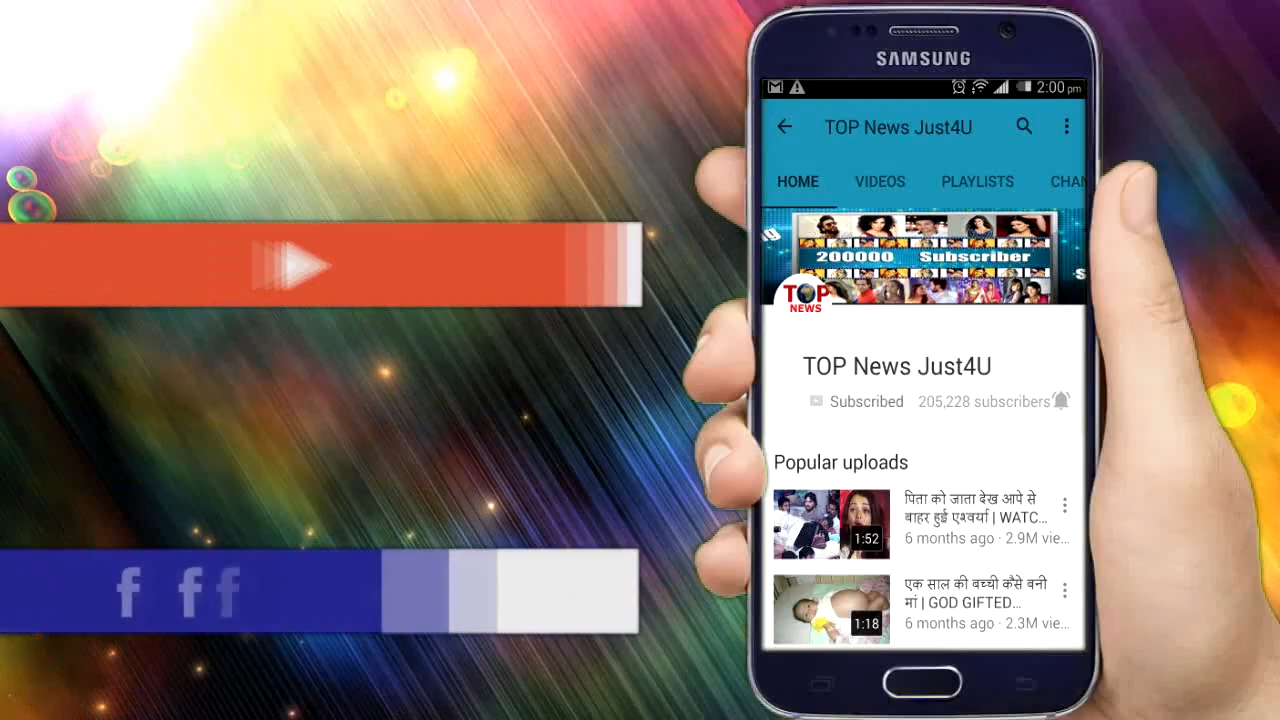 SAMSUNG
2:00 pm
TOP News Just4U
HOME VIDEOS PLAYLISTS CHAN
200000 Subscriber
TOP
NEWS
TOP News Just4U
Subscribed 205,228 subscribers
Popular uploads
पिता को जाता देख आपे से
बाहर हुई एश्वर्या | WATC...
1:52
6 months ago · 2.9M vie...
एक साल की बच्ची कैसे बनी
मां | GOD GIFTED...
1:18
6 months ago · 2.3M vie...
f f f